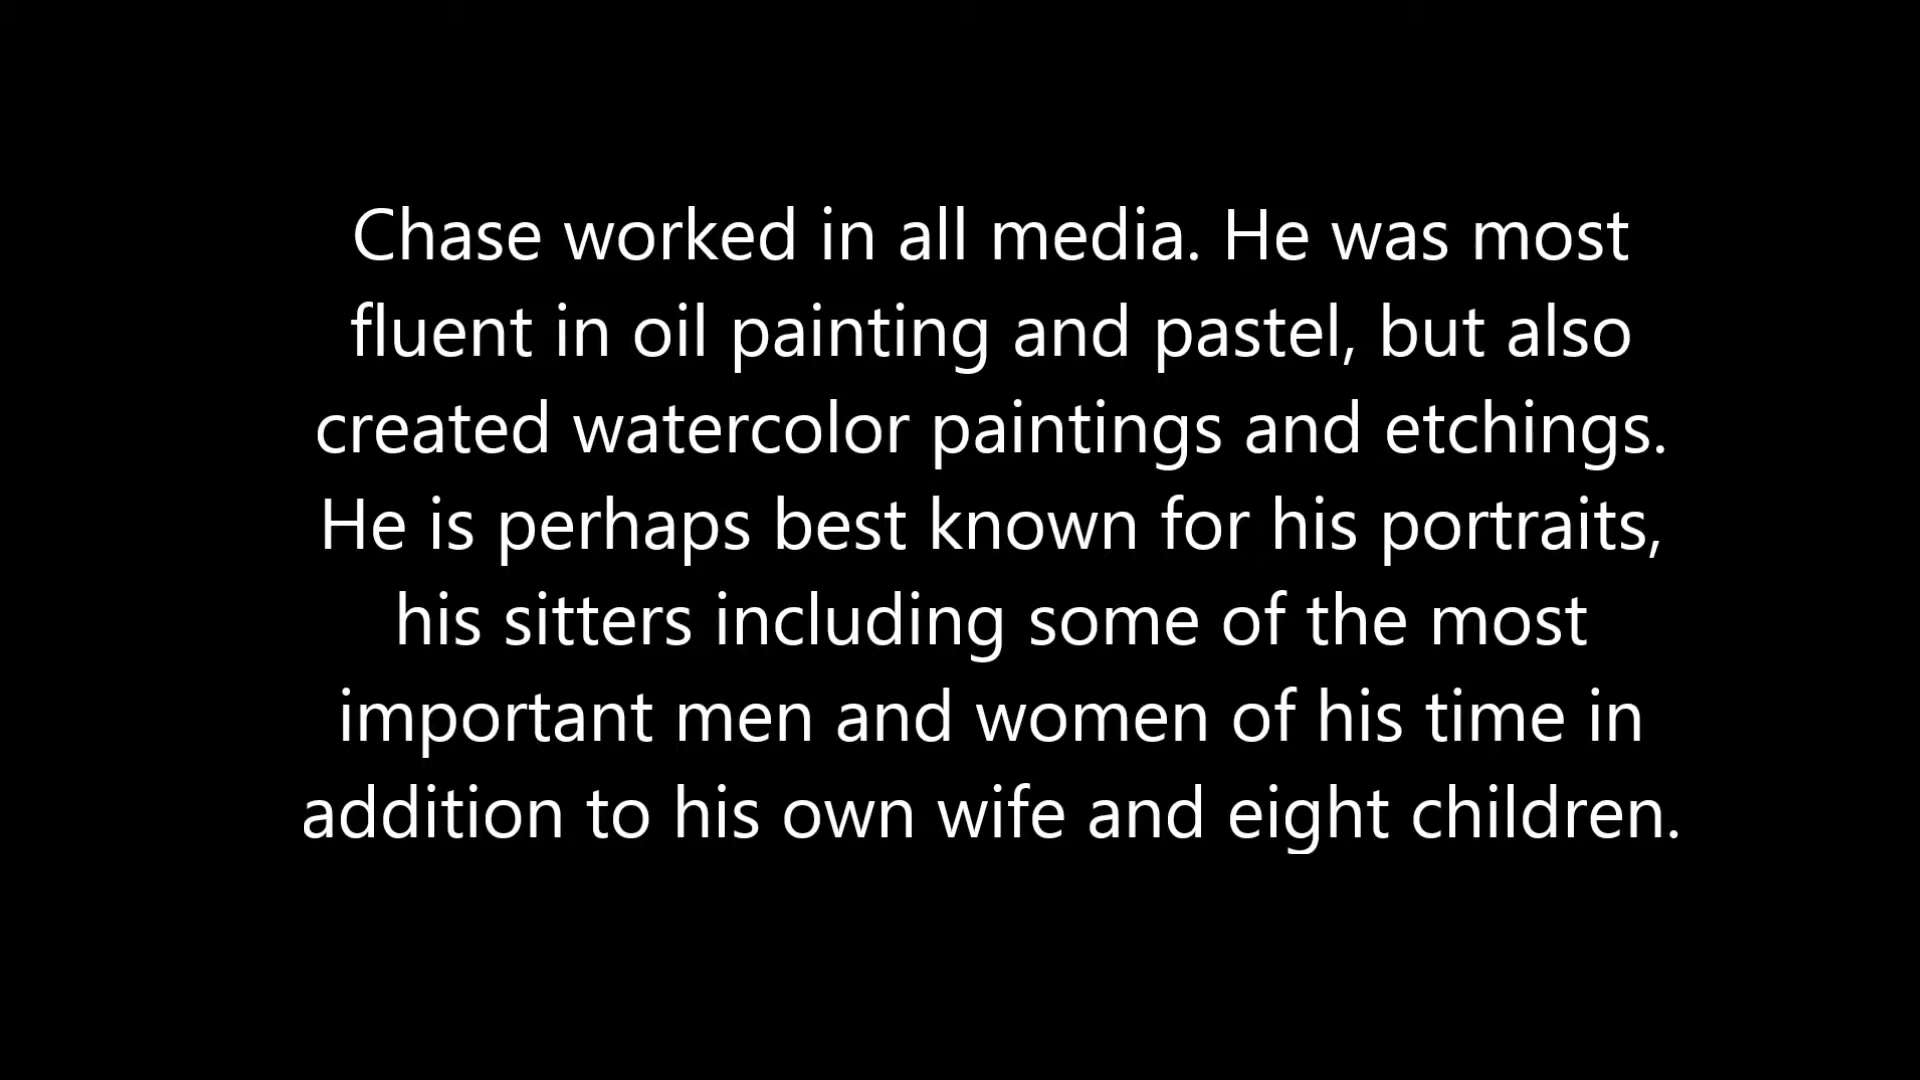 Chase worked in all media. He was most
fluent in oil painting and pastel, but also
created watercolor paintings and etchings.
He is perhaps best known for his portraits,
his sitters including some of the most
important men and women of his time in
addition to his own wife and eight children.